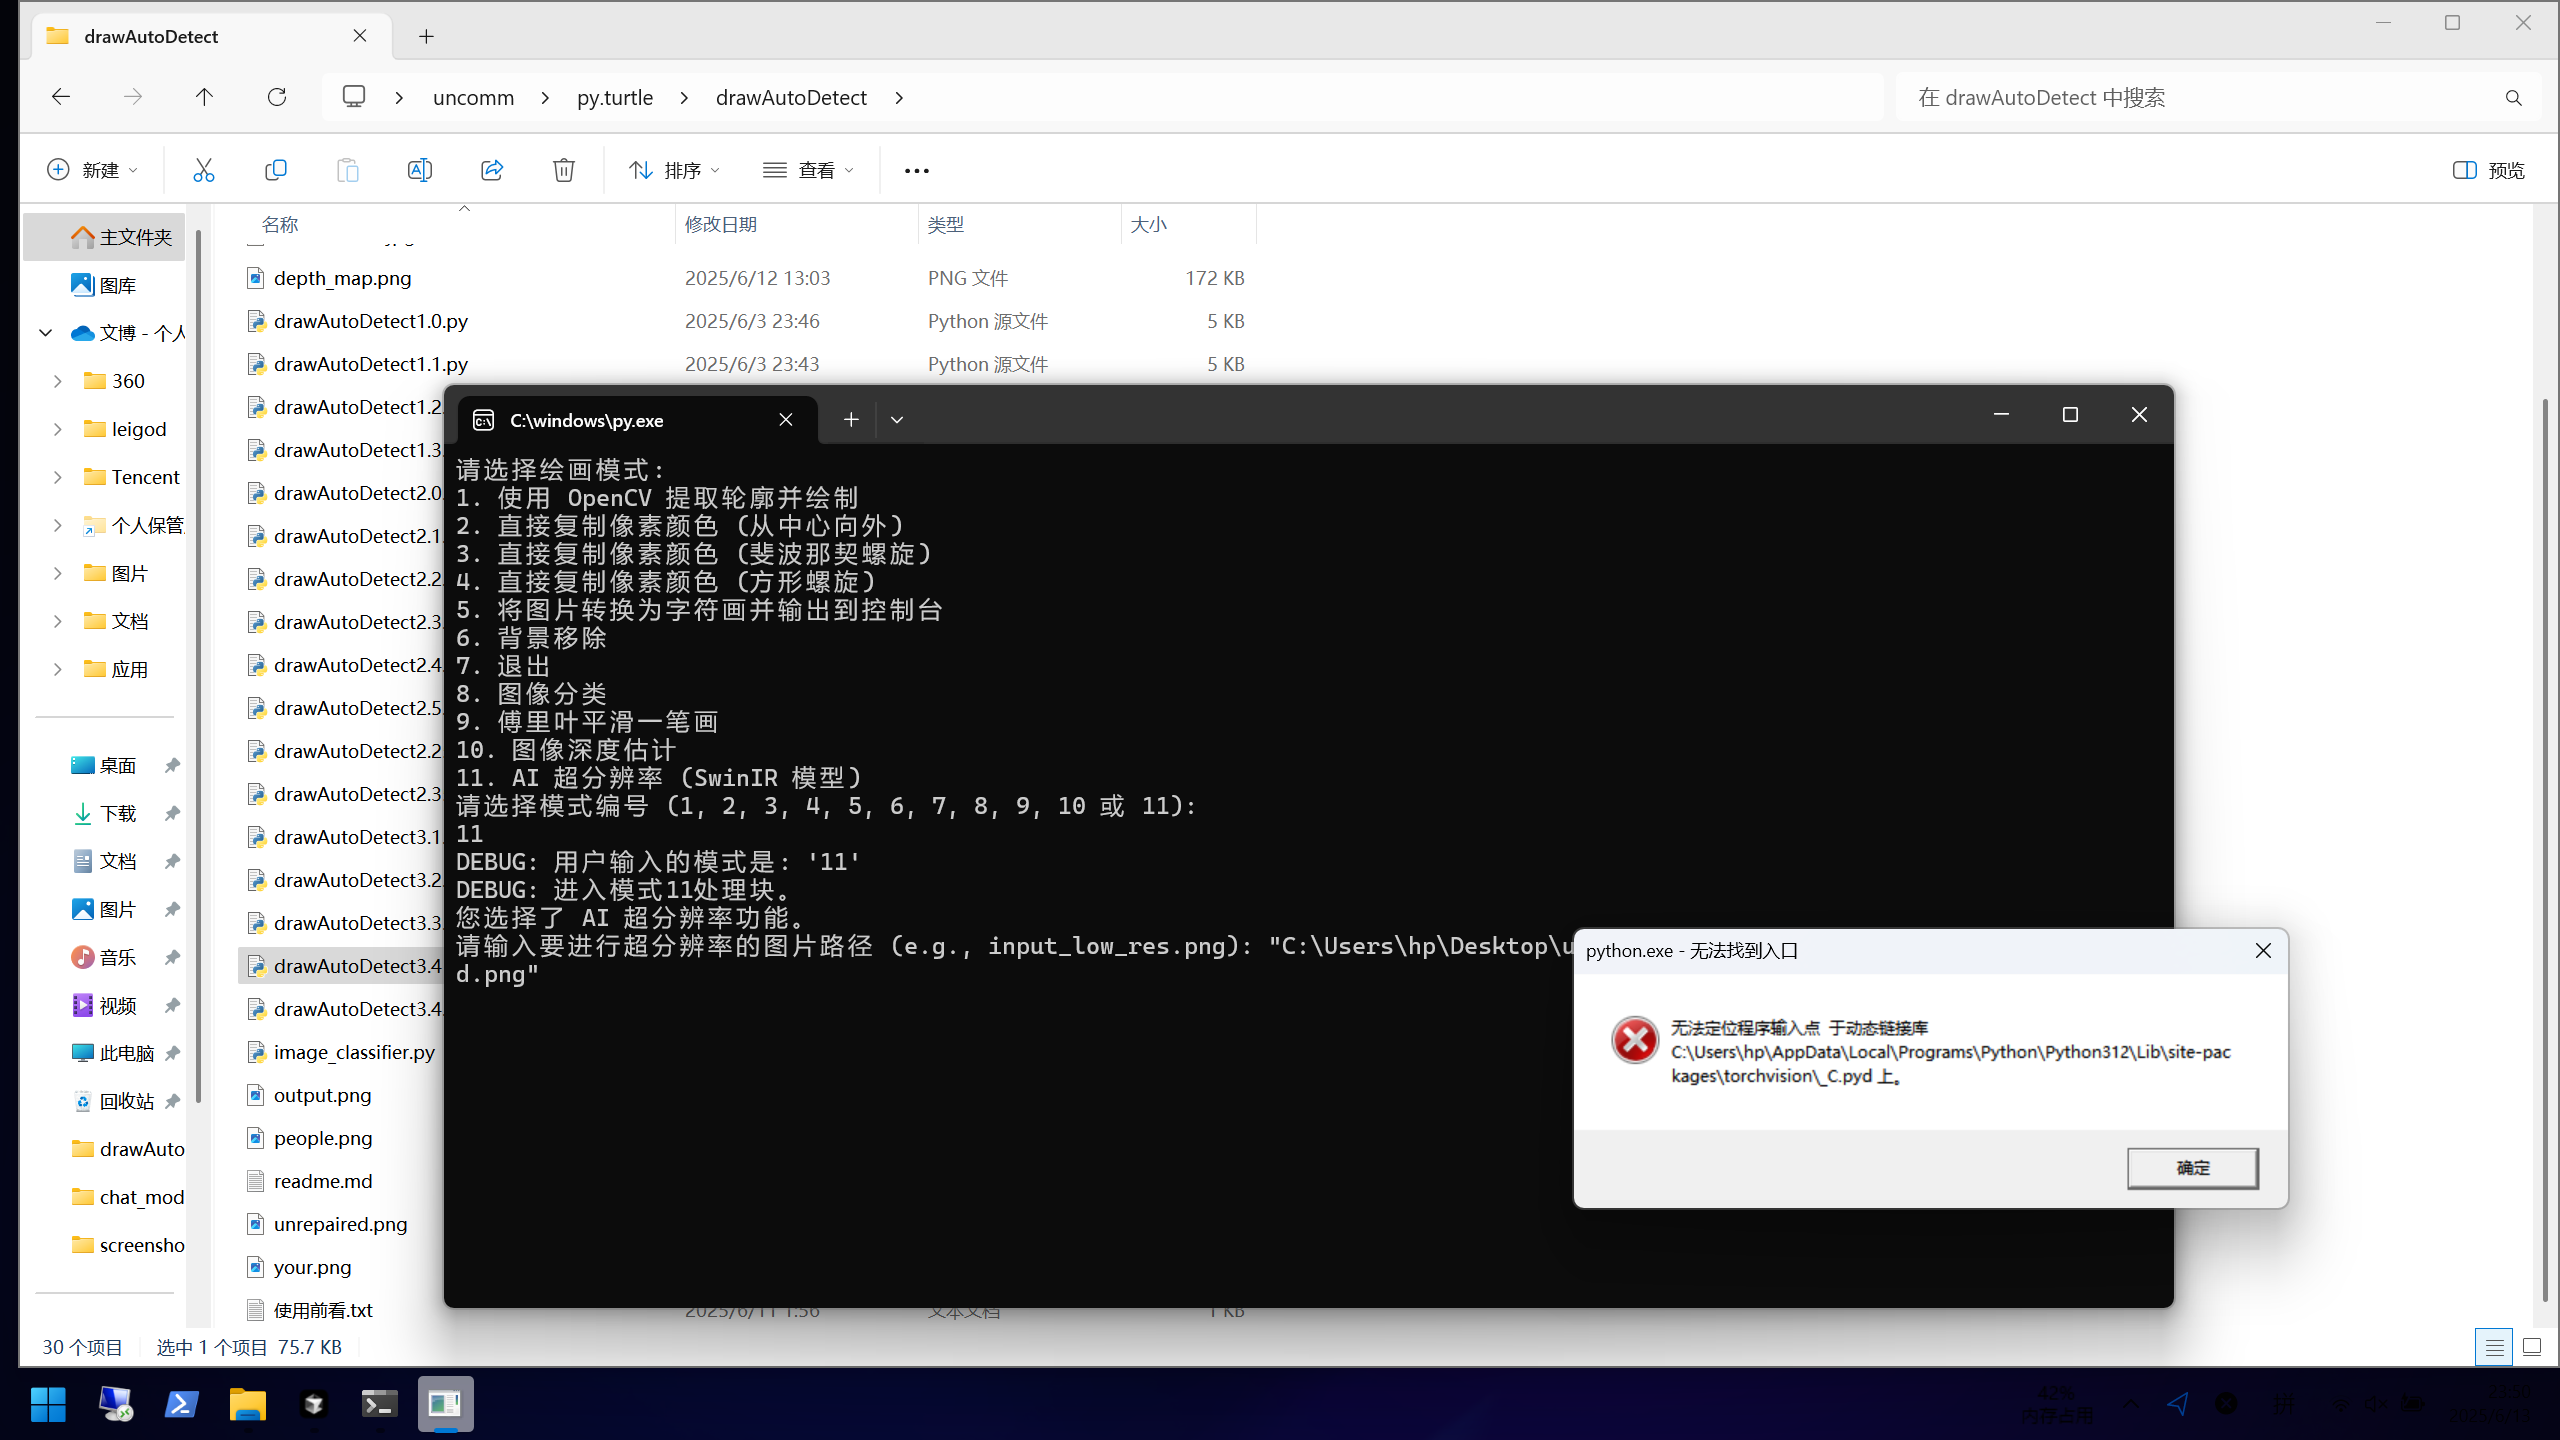 drawAutoDetect
uncomm
py.turtle
drawAutoDetect
在 drawAutoDetect 中搜索
新建
排序
查看
预览
名称
修改日期
类型
大小
主文件夹
图库
文博 - 个人
360
leigod
Tencent
个人保管
图片
文档
应用
桌面
下载
文档
图片
音乐
视频
此电脑
回收站
drawAuto
chat_mod
screensho
depth_map.png 2025/6/12 13:03 PNG 文件 172 KB
drawAutoDetect1.0.py 2025/6/3 23:46 Python 源文件 5 KB
drawAutoDetect1.1.py 2025/6/3 23:43 Python 源文件 5 KB
drawAutoDetect1.2
drawAutoDetect1.3
drawAutoDetect2.0
drawAutoDetect2.1
drawAutoDetect2.2
drawAutoDetect2.3
drawAutoDetect2.4
drawAutoDetect2.5
drawAutoDetect2.2
drawAutoDetect2.3
drawAutoDetect3.1
drawAutoDetect3.2
drawAutoDetect3.3
drawAutoDetect3.4
drawAutoDetect3.4
image_classifier.py
output.png
people.png
readme.md
unrepaired.png
your.png
使用前看.txt 2025/6/11 1:56 文本文档 1 KB
C:\windows\py.exe
请选择绘画模式:
1. 使用 OpenCV 提取轮廓并绘制
2. 直接复制像素颜色 (从中心向外)
3. 直接复制像素颜色 (斐波那契螺旋)
4. 直接复制像素颜色 (方形螺旋)
5. 将图片转换为字符画并输出到控制台
6. 背景移除
7. 退出
8. 图像分类
9. 傅里叶平滑一笔画
10. 图像深度估计
11. AI 超分辨率 (SwinIR 模型)
请选择模式编号 (1, 2, 3, 4, 5, 6, 7, 8, 9, 10 或 11):
11
DEBUG: 用户输入的模式是: '11'
DEBUG: 进入模式11处理块。
您选择了 AI 超分辨率功能。
请输入要进行超分辨率的图片路径 (e.g., input_low_res.png): "C:\Users\hp\Desktop\u
d.png"
python.exe - 无法找到入口
无法定位程序输入点 于动态链接库
C:\Users\hp\AppData\Local\Programs\Python\Python312\Lib\site-pac
kages\torchvision\_C.pyd 上。
确定
30 个项目
选中 1 个项目 75.7 KB